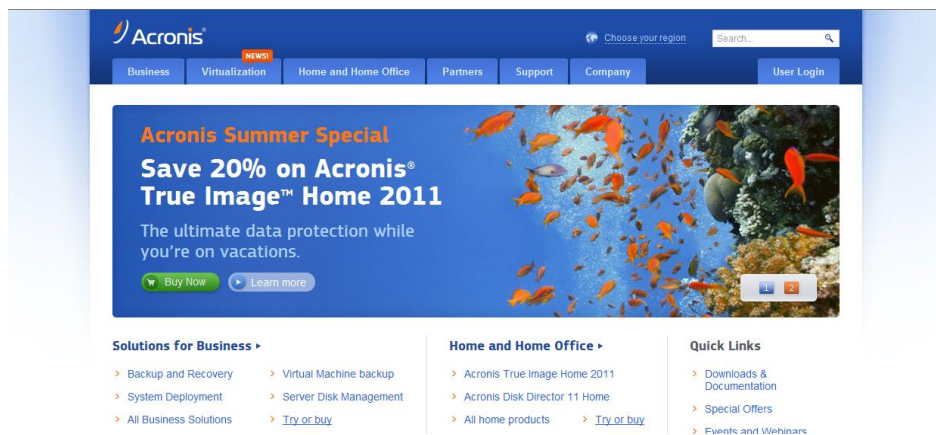 Acronis®
Choose your region
Search...
NEWS!
Business
Virtualization
Home and Home Office
Partners
Support
Company
User Login
Acronis Summer Special
Save 20% on Acronis®
True Image™ Home 2011
The ultimate data protection while
you're on vacations.
Buy Now
Learn more
1
2
Solutions for Business
Backup and Recovery
System Deployment
All Business Solutions
Virtual Machine backup
Server Disk Management
Try or buy
Home and Home Office
Acronis True Image Home 2011
Acronis Disk Director 11 Home
All home products
Try or buy
Quick Links
Downloads &
Documentation
Special Offers
Events and Webinars